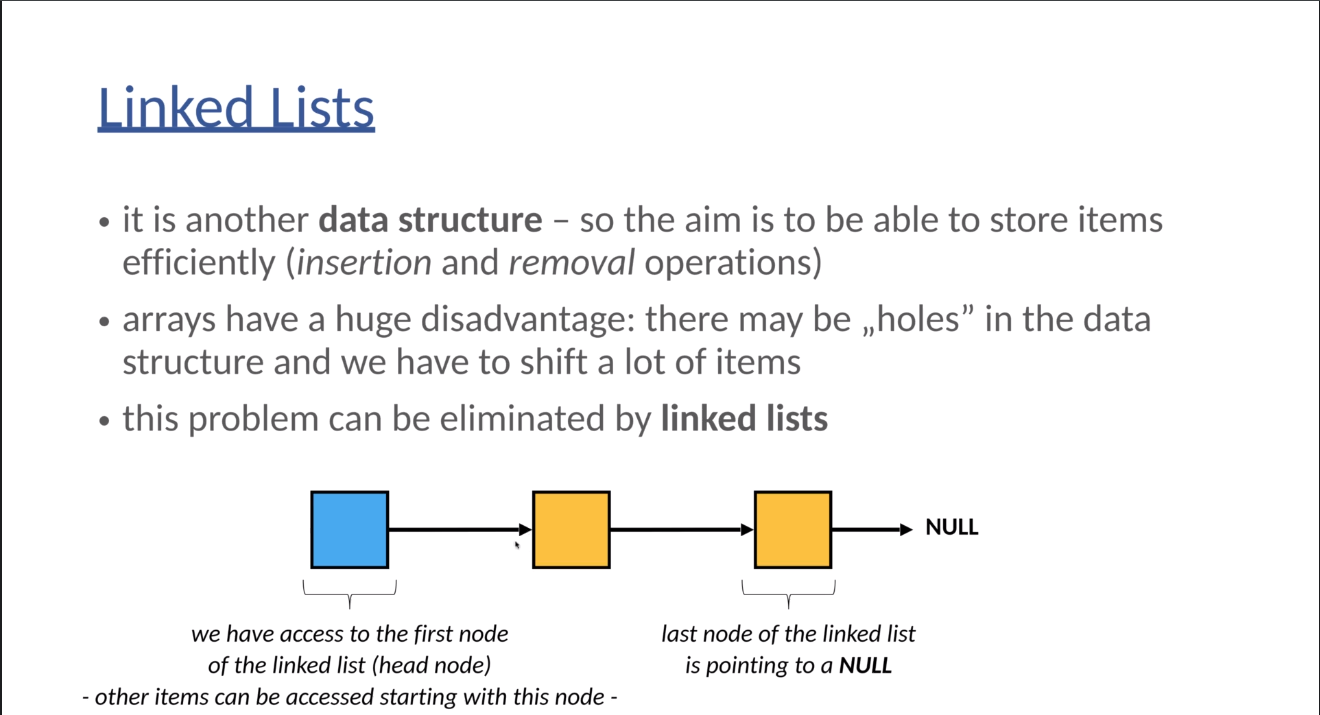 Linked Lists
• it is another data structure – so the aim is to be able to store items
efficiently (insertion and removal operations)
• arrays have a huge disadvantage: there may be „holes” in the data
structure and we have to shift a lot of items
• this problem can be eliminated by linked lists
NULL
we have access to the first node
of the linked list (head node)
- other items can be accessed starting with this node -
last node of the linked list
is pointing to a NULL